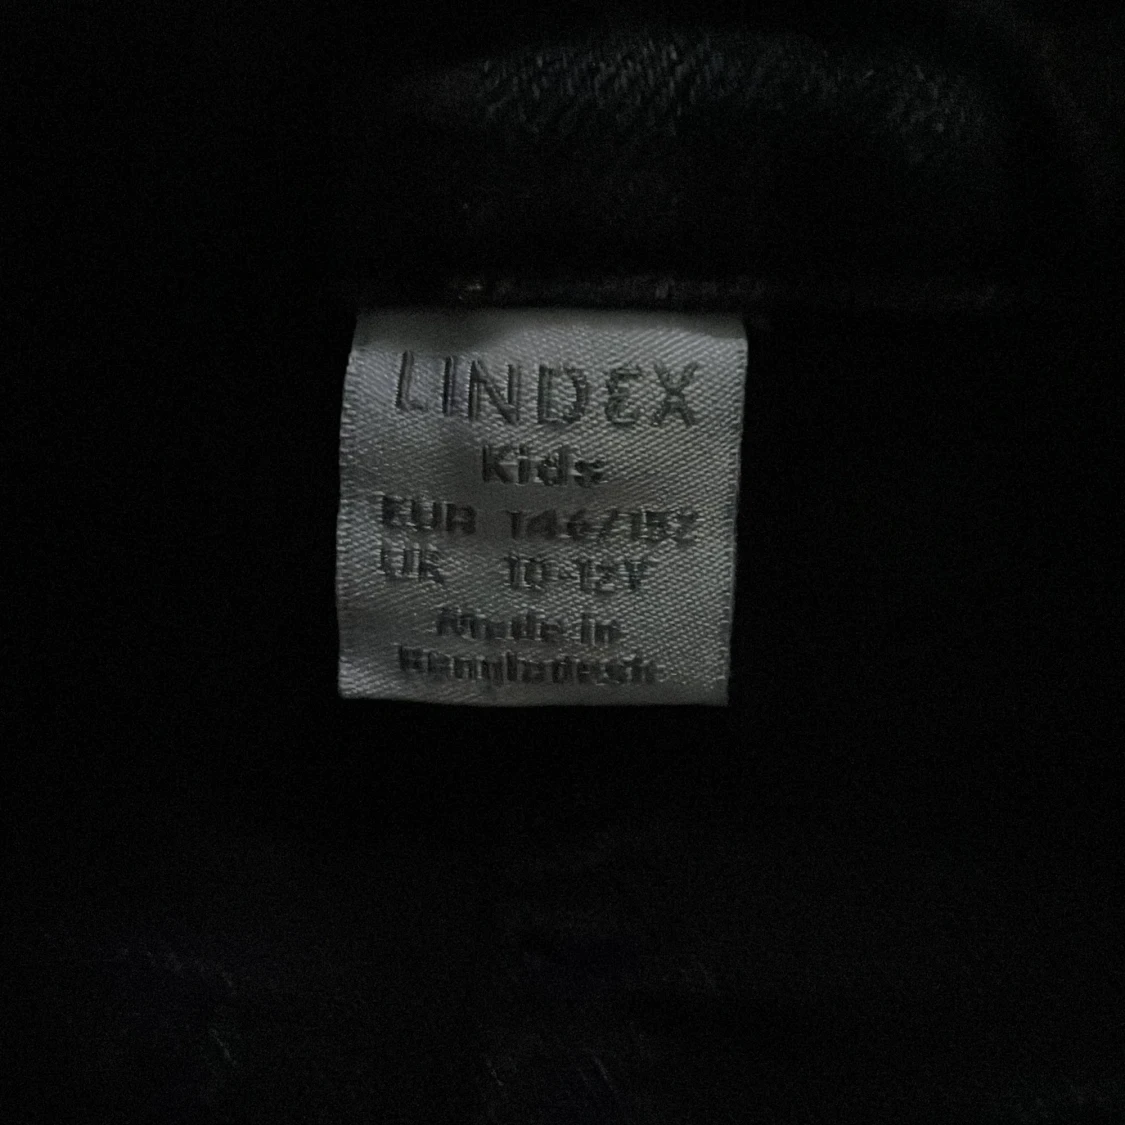 LINDEX
Kids
EUR 146/152
UK 10-12Y
Made in
Bangladesh